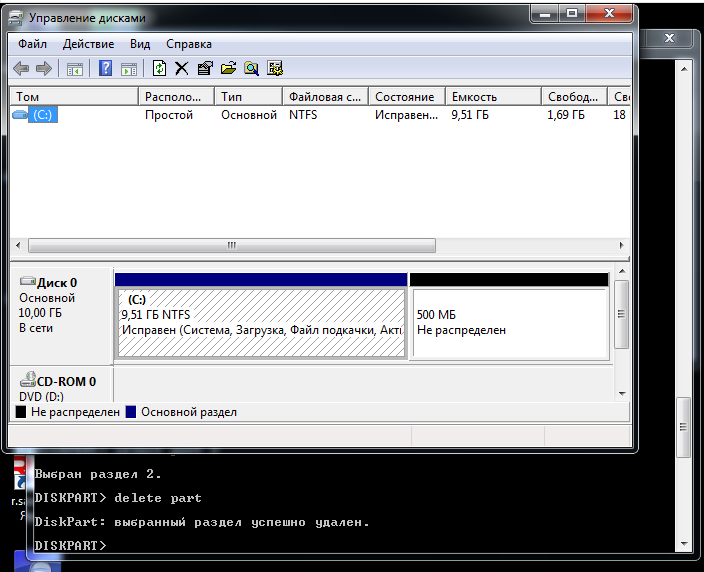 Управление дисками
Файл Действие Вид Справка
Том Располо... Тип Файловая с... Состояние Емкость Свобод... Сво
(C:) Простой Основной NTFS Исправен... 9,51 ГБ 1,69 ГБ 18
Диск 0
Основной
10,00 ГБ
В сети
(C:)
9,51 ГБ NTFS
Исправен (Система, Загрузка, Файл подкачки, Акти
500 МБ
Не распределен
CD-ROM 0
DVD (D:)
Не распределен Основной раздел
Выбран раздел 2.
DISKPART> delete part
DiskPart: выбранный раздел успешно удален.
DISKPART>
r.sa